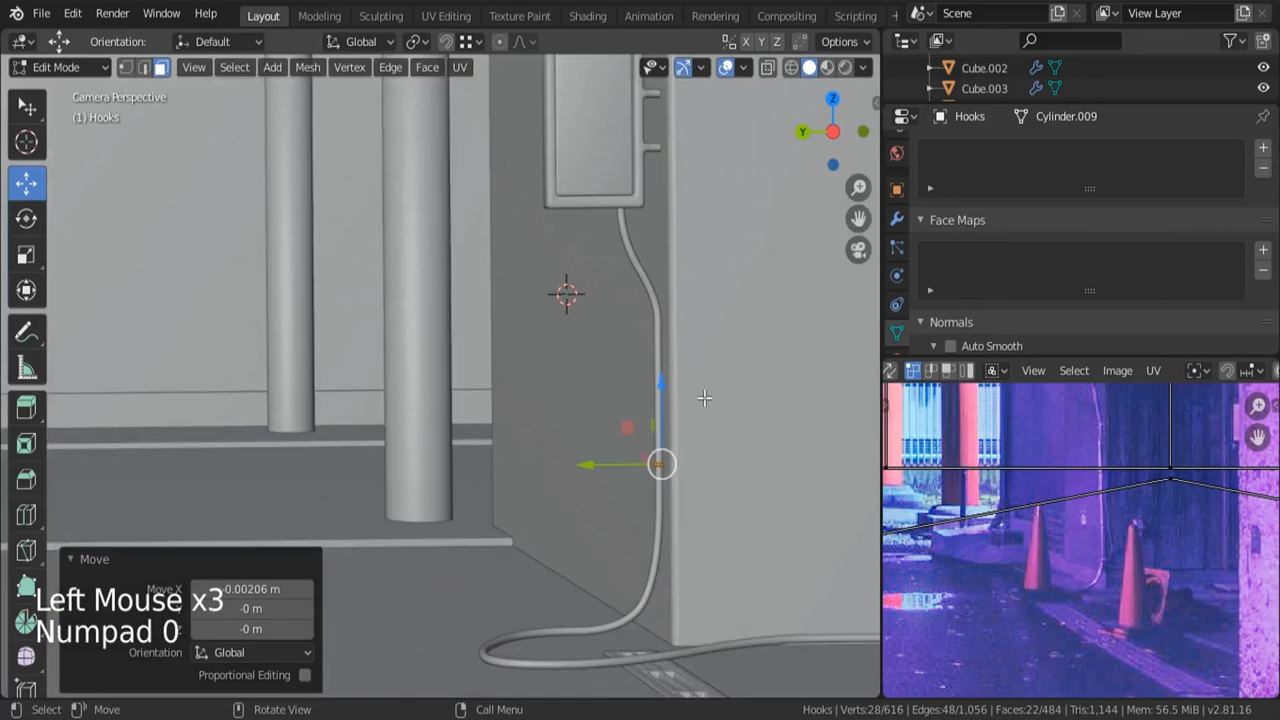 File Edit Render Window Help Layout Modeling Sculpting UV Editing Texture Paint Shading Animation Rendering Compositing Scripting + Scene View Layer
Orientation: Default Global X Y Z Options
Edit Mode View Select Add Mesh Vertex Edge Face UV
Cube.002
Cube.003
Camera Perspective
(1) Hooks
Z
Y
Hooks Cylinder.009
Face Maps
Normals
Auto Smooth
View Select Image UV
Move
Move X -0.00206 m
-0 m
-0 m
Orientation Global
Proportional Editing
Left Mouse x3
Numpad 0
Select Move Rotate View Call Menu Hooks | Verts:28/616 | Edges:48/1,056 | Faces:22/484 | Tris:1,144 | Mem: 56.5 MiB | v2.81.16